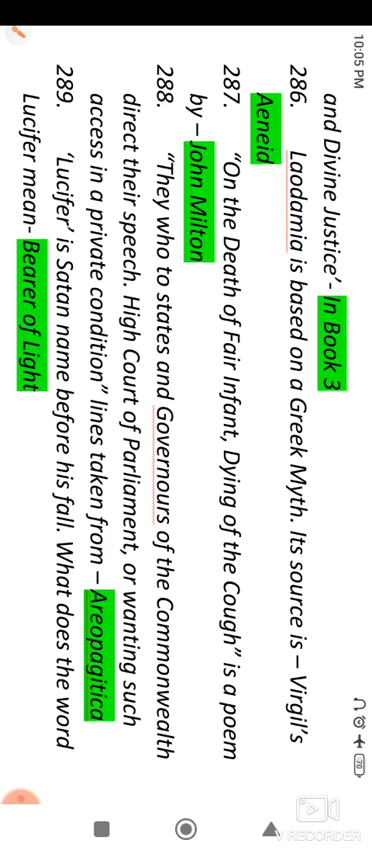 10:05 PM
70
and Divine Justice'- In Book 3
286. Laodamia is based on a Greek Myth. Its source is – Virgil's
Aeneid
287. "On the Death of Fair Infant, Dying of the Cough" is a poem
by – John Milton
288. "They who to states and Governours of the Commonwealth
direct their speech. High Court of Parliament, or wanting such
access in a private condition" lines taken from – Areopagitica
289. 'Lucifer' is Satan name before his fall. What does the word
Lucifer mean- Bearer of Light
V RECORDER